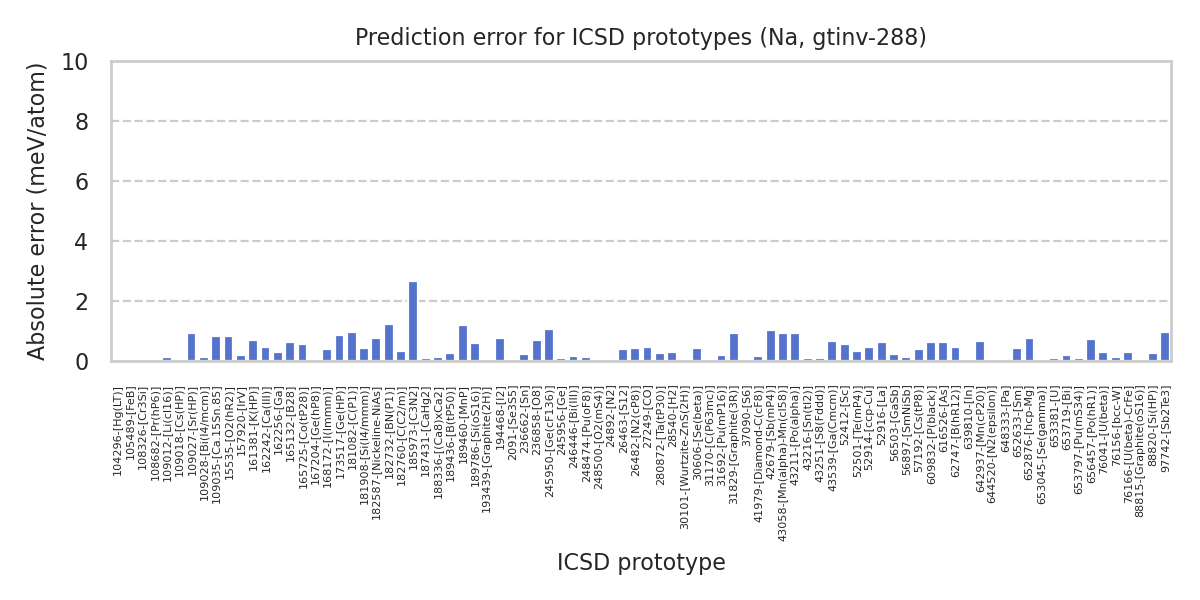 Prediction error for ICSD prototypes (Na, gtinv-288)
Absolute error (meV/atom)
10
8
6
4
2
0
104296-[Hg(LT)]
105489-[FeB]
108326-[Cr3Si]
108682-[Pr(hP6)]
109012-[Li(cI16)]
109018-[Cs(HP)]
109027-[Sr(HP)]
109028-[Bi(I4/mcm)]
109035-[Ca.15Sn.85]
15535-[O2(hR2)]
157920-[IrV]
161381-[K(HP)]
162242-[Ca(III)]
162256-[Ga]
165132-[B28]
165725-[Co(tP28)]
167204-[Ge(hP8)]
168172-[I(Immm)]
173517-[Ge(HP)]
181082-[C(P1)]
181908-[Si(I4/mmm)]
182587-[Nickeline-NiAs]
182732-[BN(P1)]
182760-[C(C2/m)]
185973-[C3N2]
187431-[CaHg2]
188336-[(Ca8)xCa2]
189436-[B(tP50)]
189460-[MnP]
189786-[Si(oS16)]
193439-[Graphite(2H)]
194468-[I2]
2091-[Se3S5]
236662-[Sn]
236858-[O8]
245950-[Ge(cF136)]
245956-[Ge]
246446-[Bi(III)]
248474-[Pu(oF8)]
248500-[O2(mS4)]
24892-[N2]
26463-[S12]
26482-[N2(cP8)]
27249-[CO]
280872-[Ta(tP30)]
28540-[H2]
30101-[Wurtzite-ZnS(2H)]
30606-[Se(beta)]
31170-[C(P63mc)]
31692-[Pu(mP16)]
31829-[Graphite(3R)]
37090-[S6]
41979-[Diamond-C(cF8)]
42679-[Sb(mP4)]
43058-[Mn(alpha)-Mn(cI58)]
43211-[Po(alpha)]
43216-[Sn(tI2)]
43251-[S8(Fddd)]
43539-[Ga(Cmcm)]
52412-[Sc]
52501-[Te(mP4)]
52914-[ccp-Cu]
52916-[La]
56503-[GaSb]
56897-[SmNiSb]
57192-[Cs(tP8)]
609832-[P(black)]
616526-[As]
62747-[B(hR12)]
639810-[In]
642937-[Mn(cP20)]
644520-[N2(epsilon)]
648333-[Pa]
652633-[Sm]
652876-[hcp-Mg]
653045-[Se(gamma)]
653381-[U]
653719-[Bi]
653797-[Pu(mS34)]
656457-[Po(hR1)]
76041-[U(beta)]
76156-[bcc-W]
76166-[U(beta)-CrFe]
88815-[Graphite(oS16)]
88820-[Si(HP)]
97742-[Sb2Te3]
ICSD prototype